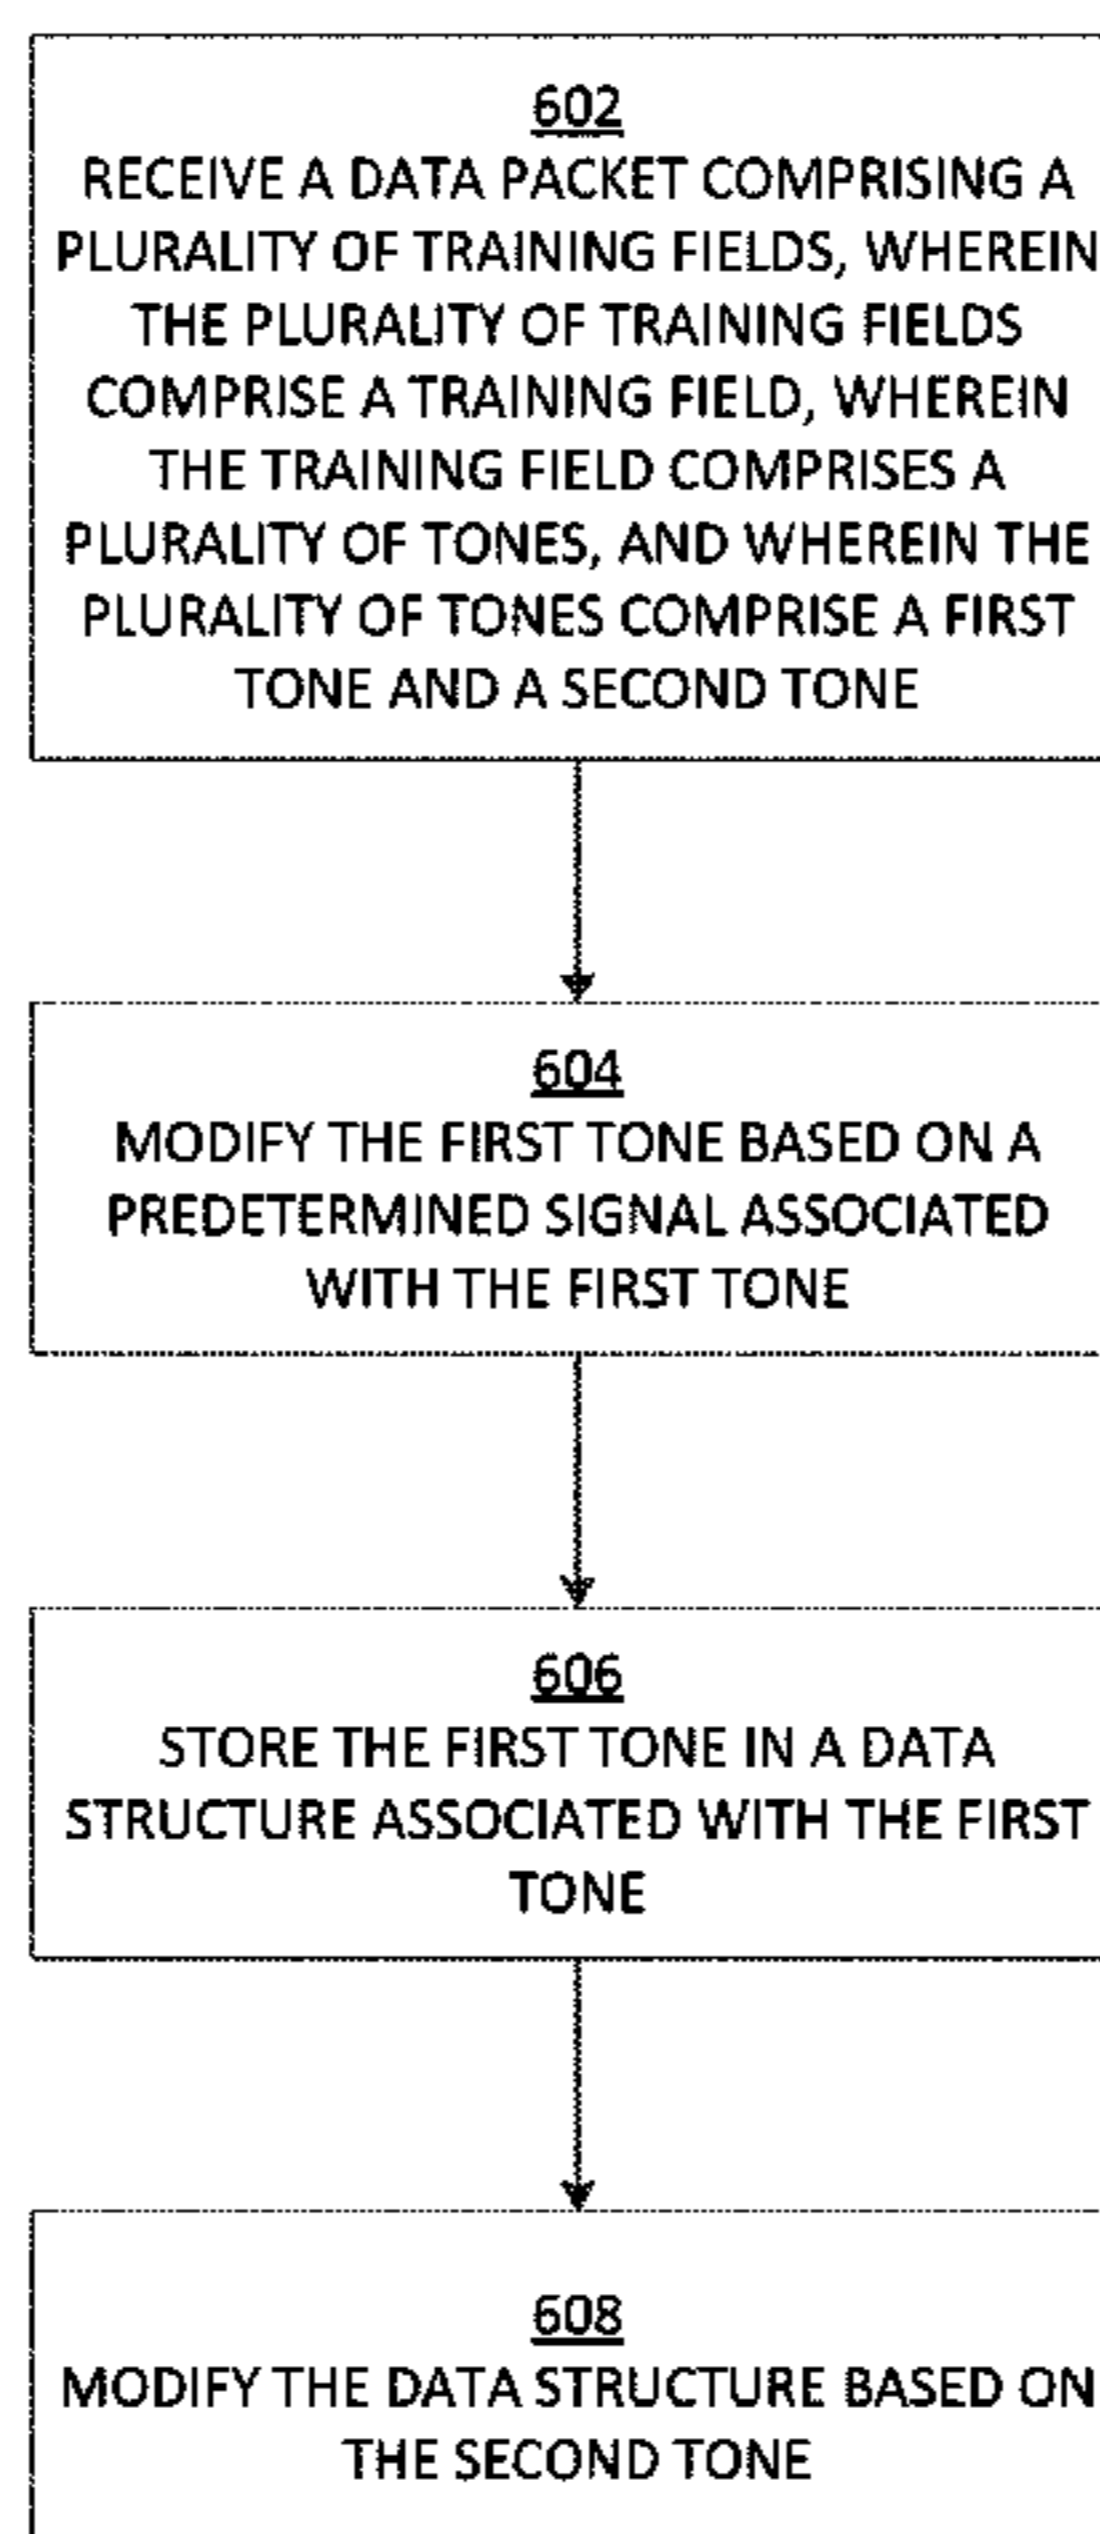 602
RECEIVE A DATA PACKET COMPRISING A
PLURALITY OF TRAINING FIELDS, WHEREIN
THE PLURALITY OF TRAINING FIELDS
COMPRISE A TRAINING FIELD, WHEREIN
THE TRAINING FIELD COMPRISES A
PLURALITY OF TONES, AND WHEREIN THE
PLURALITY OF TONES COMPRISE A FIRST
TONE AND A SECOND TONE
604
MODIFY THE FIRST TONE BASED ON A
PREDETERMINED SIGNAL ASSOCIATED
WITH THE FIRST TONE
606
STORE THE FIRST TONE IN A DATA
STRUCTURE ASSOCIATED WITH THE FIRST
TONE
608
MODIFY THE DATA STRUCTURE BASED ON
THE SECOND TONE